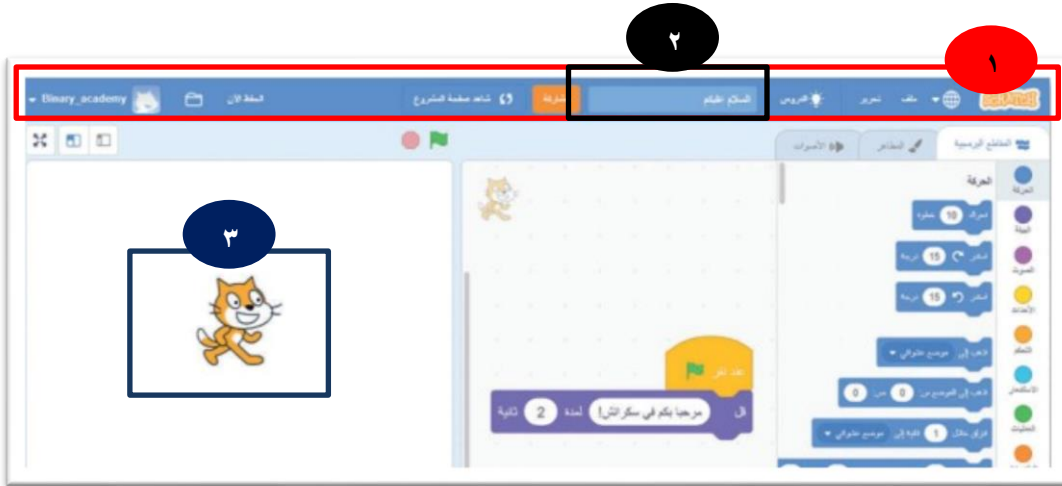 ٢
١
SCRATCH ملف تحرير الدروس السلام عليكم مشاركة شاهد صفحة المشروع الحفظ الآن Binary_academy
المقاطع البرمجية المظاهر الأصوات
الحركة الحركة
تحرك 10 خطوة
الهيئة
٣
استدر 15 درجة
الصوت
استدر 15 درجة
الأحداث
اذهب إلى موضع عشوائي
التحكم
عند نقر
اذهب إلى الموضع س: 0 ص: 0
الاستشعار
قال مرحبا بكم في سكراتش! لمدة 2 ثانية
انزلق خلال 1 ثانية إلى موضع عشوائي
العمليات